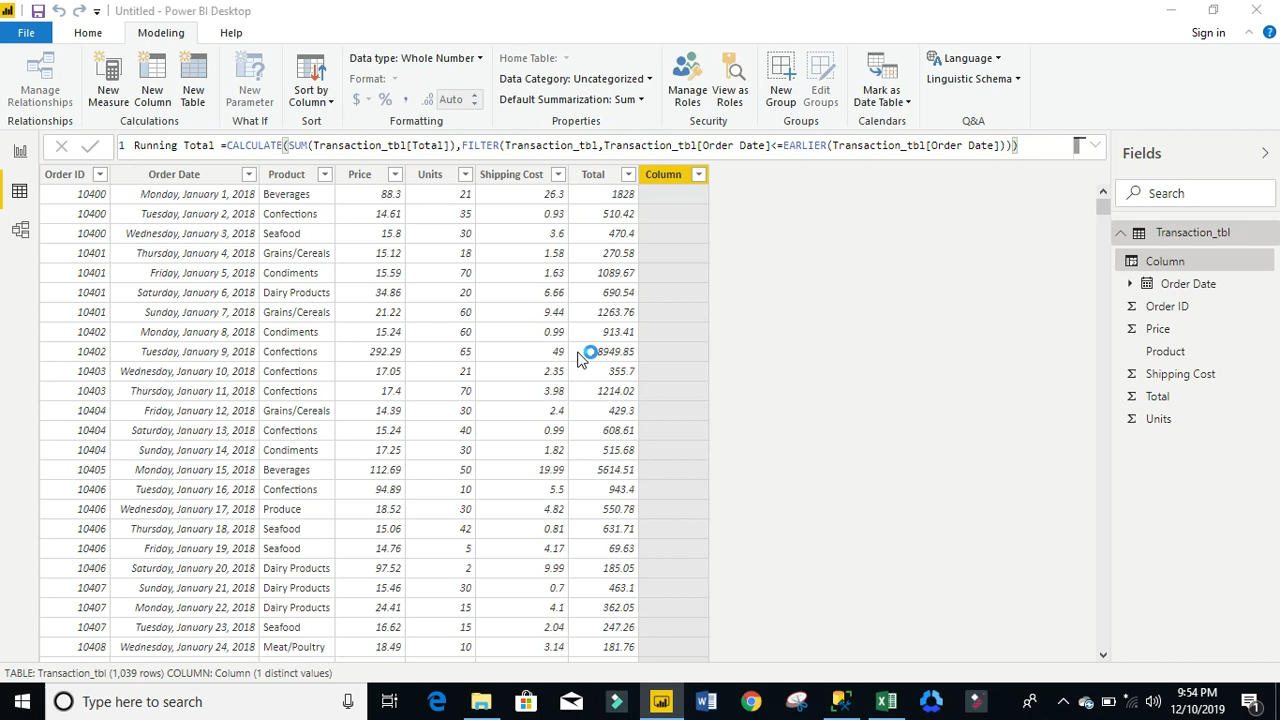 Untitled - Power BI Desktop
File Home Modeling Help Sign in
Manage Relationships
New Measure
New Column
New Table
New Parameter
Sort by Column
Data type: Whole Number
Format:
$ % , .00 Auto
Home Table:
Data Category: Uncategorized
Default Summarization: Sum
Manage Roles
View as Roles
New Group
Edit Groups
Mark as Date Table
Language
Linguistic Schema
Relationships Calculations What If Sort Formatting Properties Security Groups Calendars Q&A
1 Running Total =CALCULATE(SUM(Transaction_tbl[Total]),FILTER(Transaction_tbl,Transaction_tbl[Order Date]<=EARLIER(Transaction_tbl[Order Date])))
Order ID Order Date Product Price Units Shipping Cost Total Column
10400 Monday, January 1, 2018 Beverages 88.3 21 26.3 1828
10400 Tuesday, January 2, 2018 Confections 14.61 35 0.93 510.42
10400 Wednesday, January 3, 2018 Seafood 15.8 30 3.6 470.4
10401 Thursday, January 4, 2018 Grains/Cereals 15.12 18 1.58 270.58
10401 Friday, January 5, 2018 Condiments 15.59 70 1.63 1089.67
10401 Saturday, January 6, 2018 Dairy Products 34.86 20 6.66 690.54
10401 Sunday, January 7, 2018 Grains/Cereals 21.22 60 9.44 1263.76
10402 Monday, January 8, 2018 Condiments 15.24 60 0.99 913.41
10402 Tuesday, January 9, 2018 Confections 292.29 65 49 8949.85
10403 Wednesday, January 10, 2018 Confections 17.05 21 2.35 355.7
10403 Thursday, January 11, 2018 Confections 17.4 70 3.98 1214.02
10404 Friday, January 12, 2018 Grains/Cereals 14.39 30 2.4 429.3
10404 Saturday, January 13, 2018 Confections 15.24 40 0.99 608.61
10404 Sunday, January 14, 2018 Condiments 17.25 30 1.82 515.68
10405 Monday, January 15, 2018 Beverages 112.69 50 19.99 5614.51
10406 Tuesday, January 16, 2018 Confections 94.89 10 5.5 943.4
10406 Wednesday, January 17, 2018 Produce 18.52 30 4.82 550.78
10406 Thursday, January 18, 2018 Seafood 15.06 42 0.81 631.71
10406 Friday, January 19, 2018 Seafood 14.76 5 4.17 69.63
10406 Saturday, January 20, 2018 Dairy Products 97.52 2 9.99 185.05
10407 Sunday, January 21, 2018 Dairy Products 15.46 30 0.7 463.1
10407 Monday, January 22, 2018 Dairy Products 24.41 15 4.1 362.05
10407 Tuesday, January 23, 2018 Seafood 16.62 15 2.04 247.26
10408 Wednesday, January 24, 2018 Meat/Poultry 18.49 10 3.14 181.76
Fields
Search
Transaction_tbl
Column
Order Date
Order ID
Price
Product
Shipping Cost
Total
Units
TABLE: Transaction_tbl (1,039 rows) COLUMN: Column (1 distinct values)
Type here to search
9:54 PM
12/10/2019